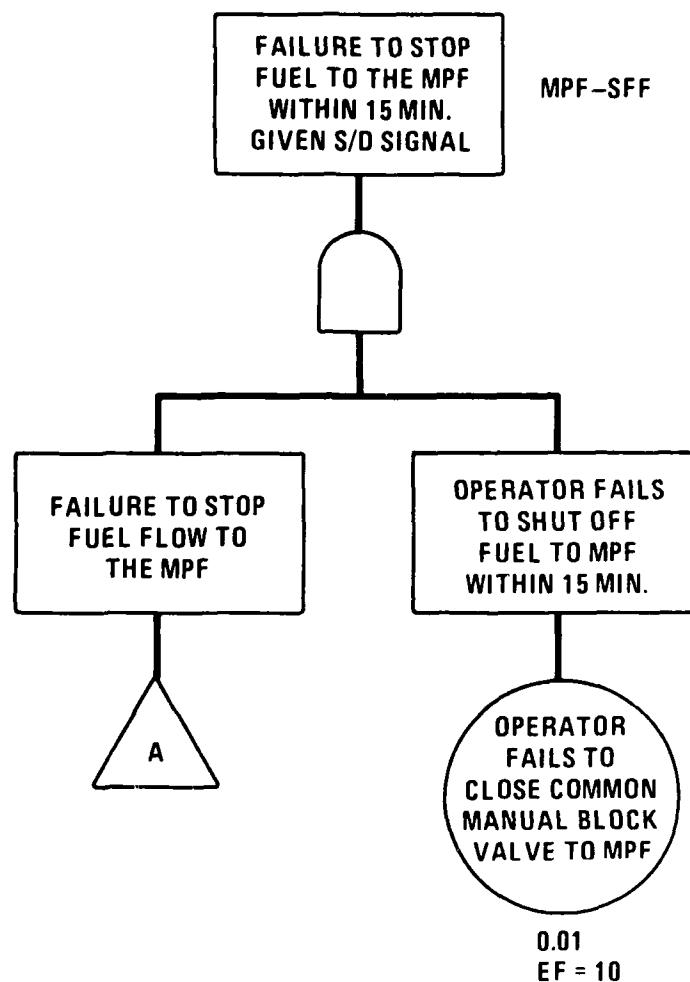 FAILURE TO STOP
FUEL TO THE MPF
WITHIN 15 MIN.
GIVEN S/D SIGNAL
MPF-SFF
FAILURE TO STOP
FUEL FLOW TO
THE MPF
OPERATOR FAILS
TO SHUT OFF
FUEL TO MPF
WITHIN 15 MIN.
A
OPERATOR
FAILS TO
CLOSE COMMON
MANUAL BLOCK
VALVE TO MPF
0.01
EF = 10